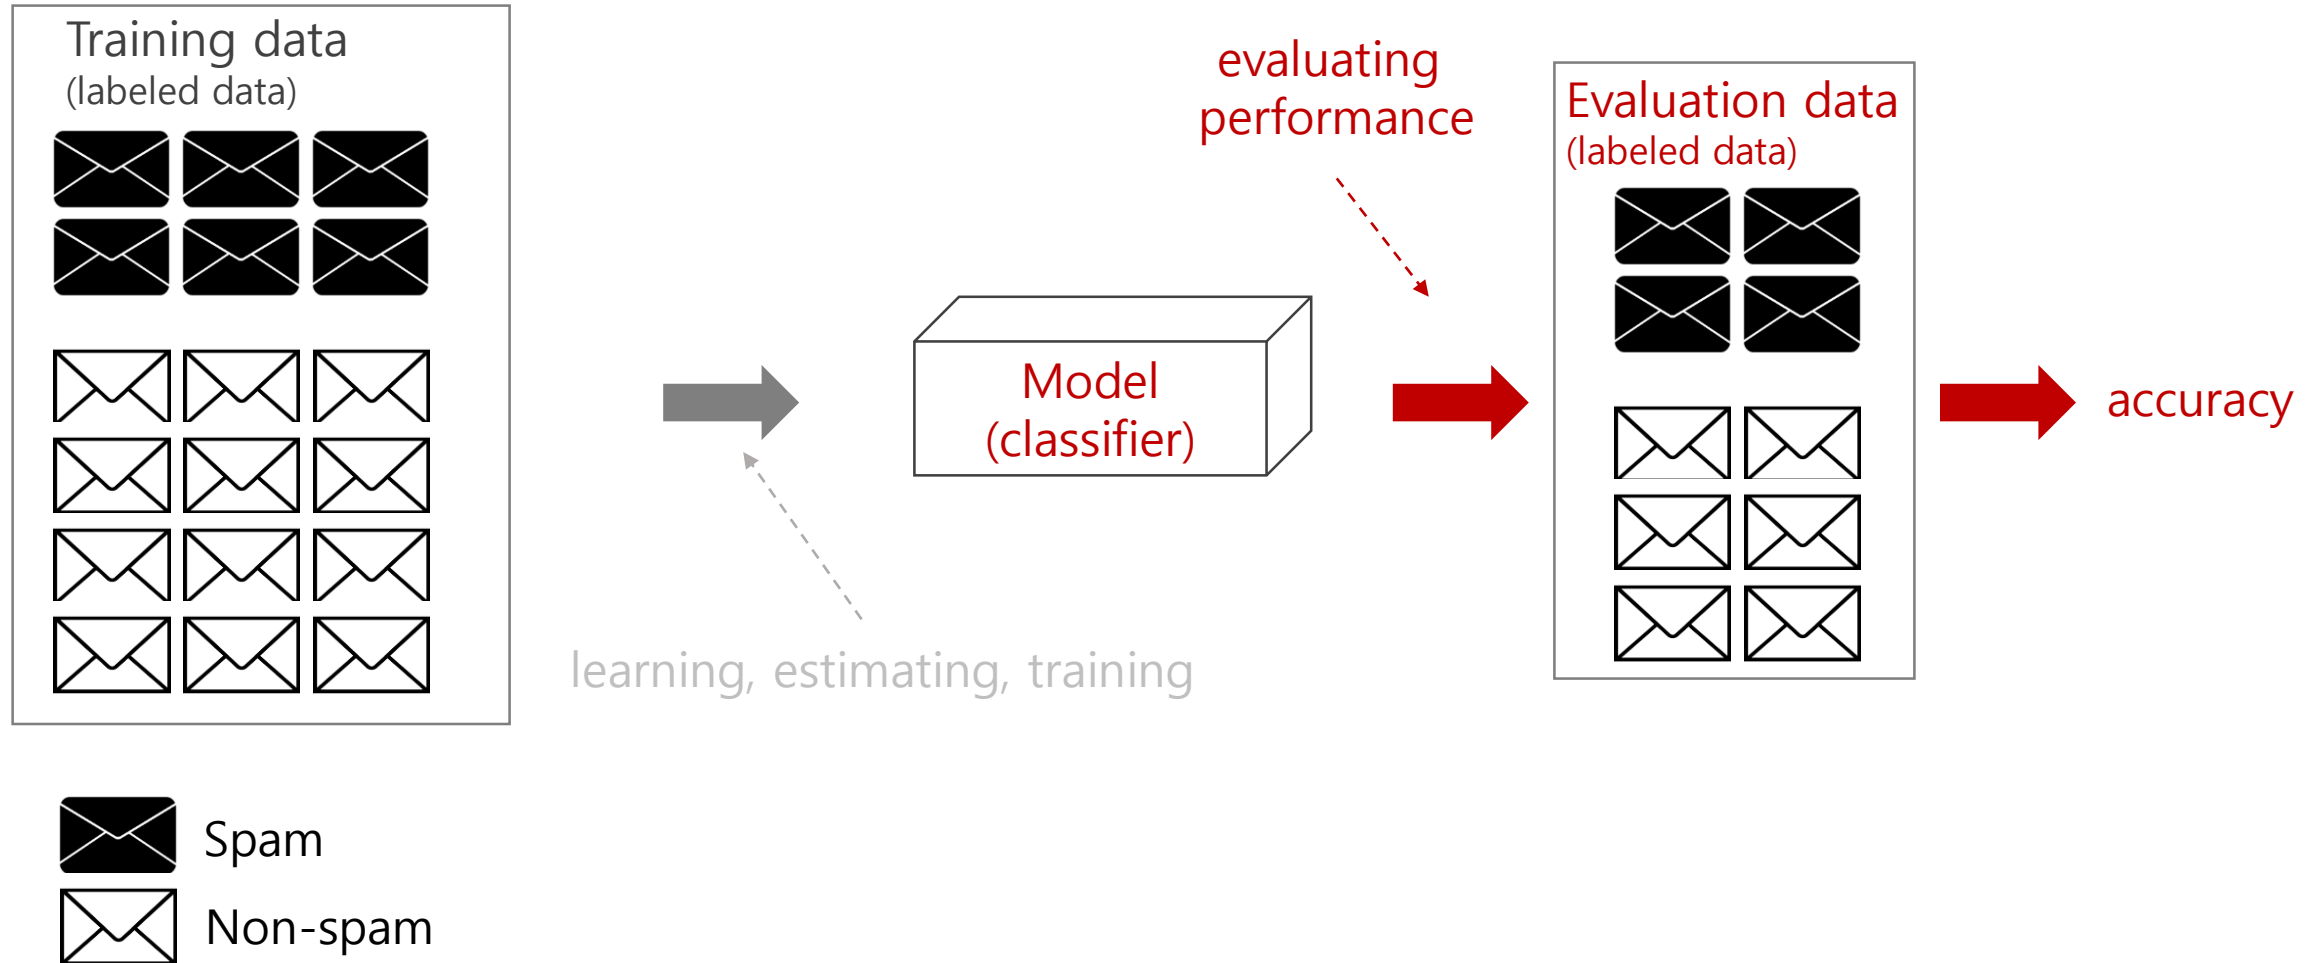 Training data
(labeled data)
evaluating
performance
Evaluation data
(labeled data)
Model
(classifier)
accuracy
learning, estimating, training
Spam
Non-spam